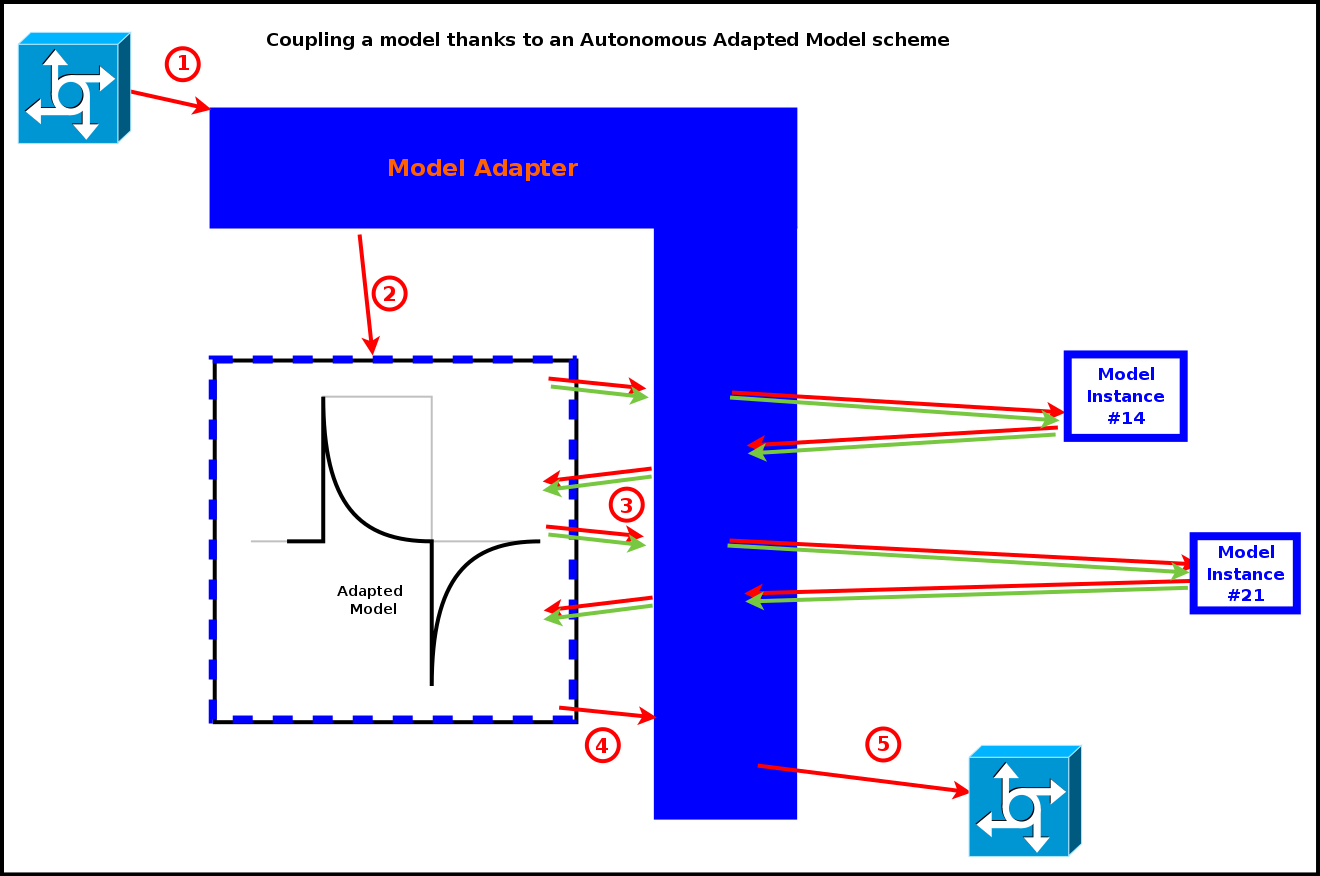 Coupling a model thanks to an Autonomous Adapted Model scheme
1
Model Adapter
2
Model
Instance
#14
3
Model
Instance
#21
Adapted
Model
4
5